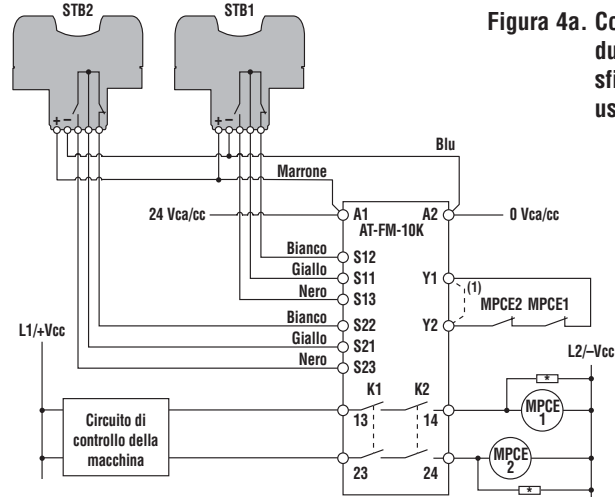 STB2
STB1
Figura 4a. Co
du
sfi
us
+ –
+ –
Blu
Marrone
24 Vca/cc
A1
A2
0 Vca/cc
AT-FM-10K
Bianco
S12
Giallo
S11
Y1
(1)
Nero
S13
MPCE2 MPCE1
Bianco
S22
Y2
L1/+Vcc
Giallo
S21
L2/–Vcc
Nero
S23
K1
K2
*
Circuito di
controllo della
macchina
13
14
MPCE
1
MPCE
2
23
24
*